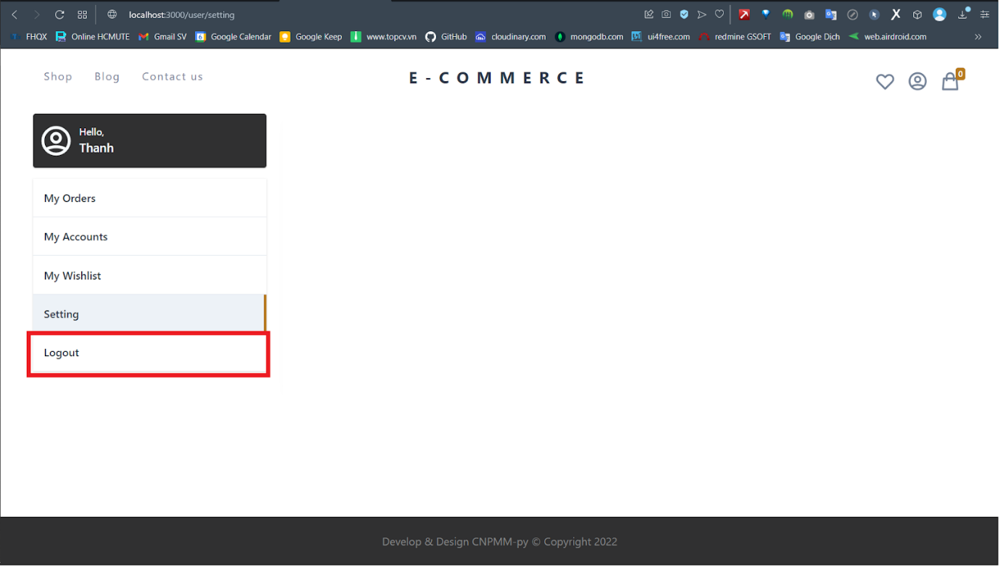 localhost:3000/user/setting
FHQX Online HCMUTE Gmail SV 6 Google Calendar Google Keep www.topcv.vn GitHub cloudinary.com mongodb.com ui4free.com redmine GSOFT Google Dịch web.airdroid.com
Shop Blog Contact us E-COMMERCE 0
Hello,
Thanh
My Orders
My Accounts
My Wishlist
Setting
Logout
Develop & Design CNPMM-py © Copyright 2022